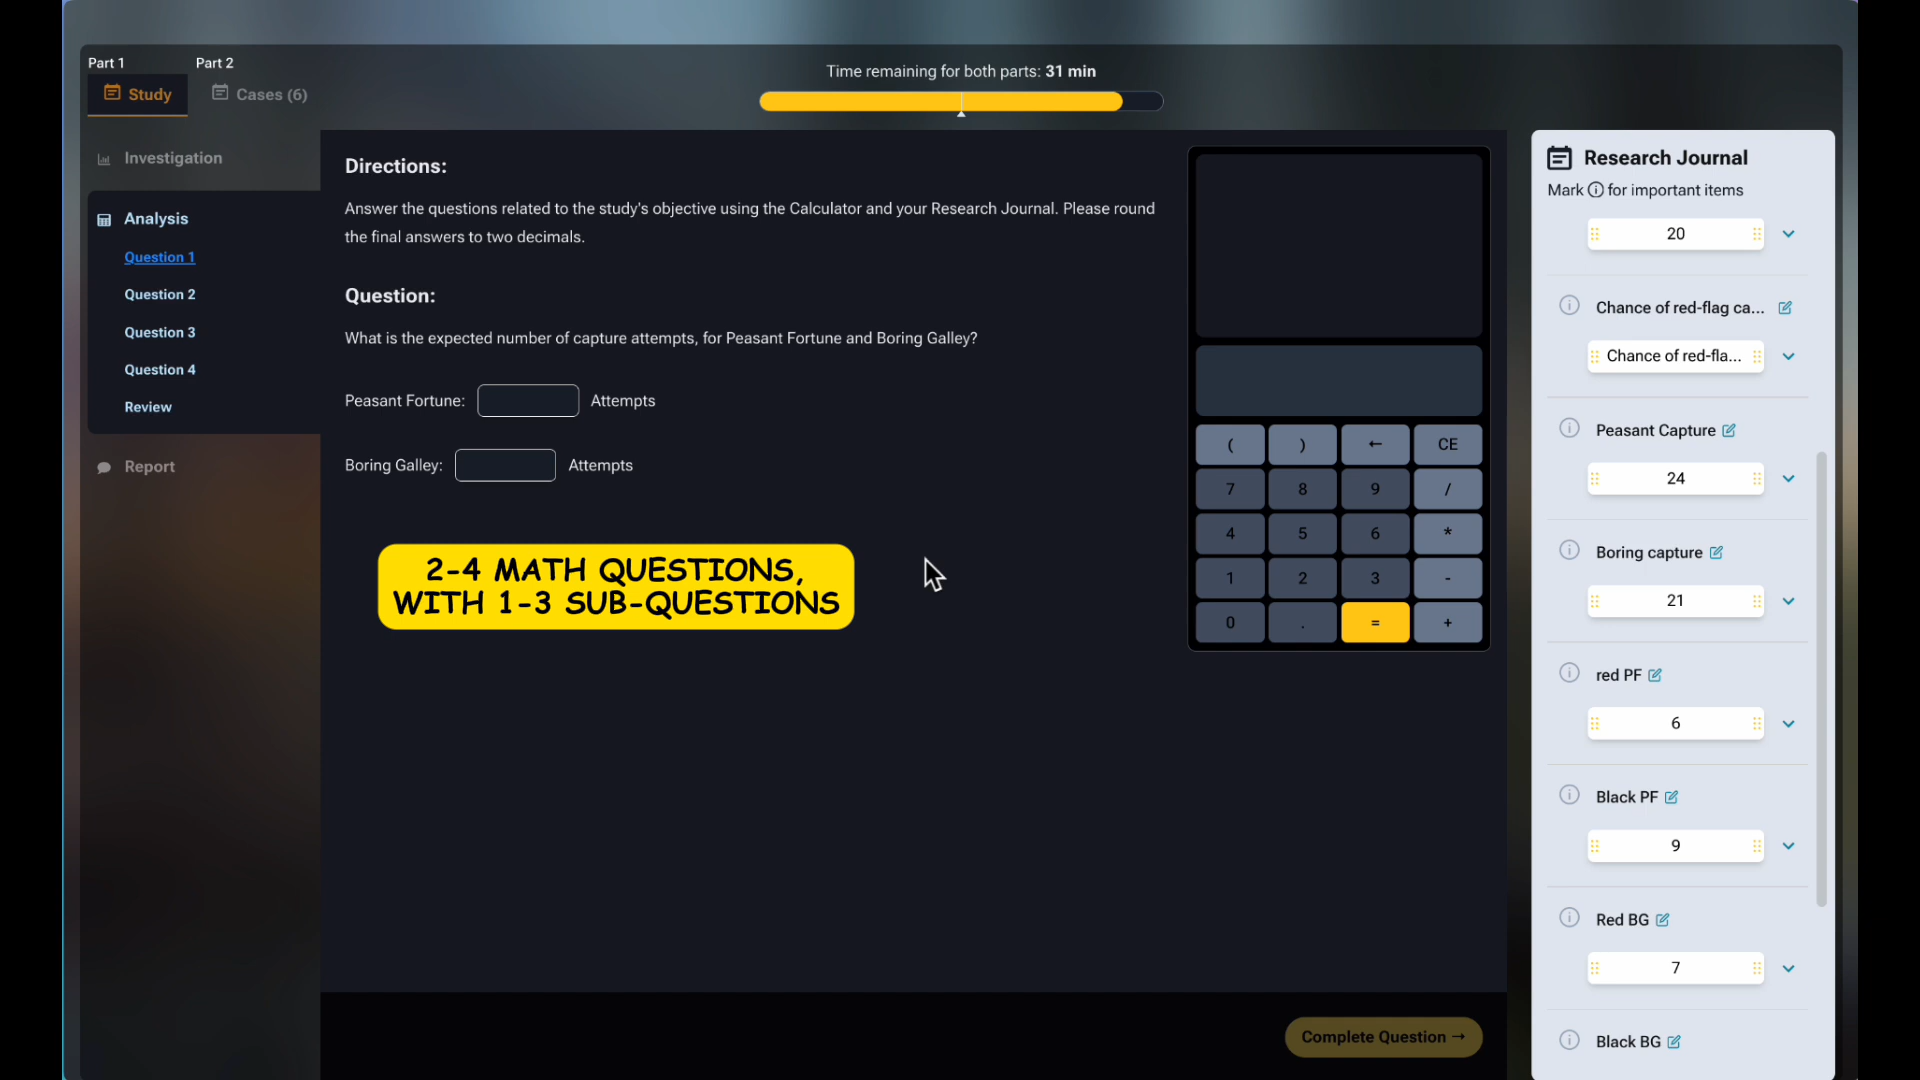 Part 1
Part 2
Study
Cases (6)
Time remaining for both parts: 31 min
Investigation
Analysis
Question 1
Question 2
Question 3
Question 4
Review
Report
Directions:
Answer the questions related to the study's objective using the Calculator and your Research Journal. Please round
the final answers to two decimals.
Question:
What is the expected number of capture attempts, for Peasant Fortune and Boring Galley?
Peasant Fortune: Attempts
Boring Galley: Attempts
2-4 MATH QUESTIONS,
WITH 1-3 SUB-QUESTIONS
( ) ← CE
7 8 9 /
4 5 6 *
1 2 3 -
0 . = +
Complete Question →
Research Journal
Mark ⓘ for important items
20
Chance of red-flag ca...
Chance of red-fla...
Peasant Capture
24
Boring capture
21
red PF
6
Black PF
9
Red BG
7
Black BG